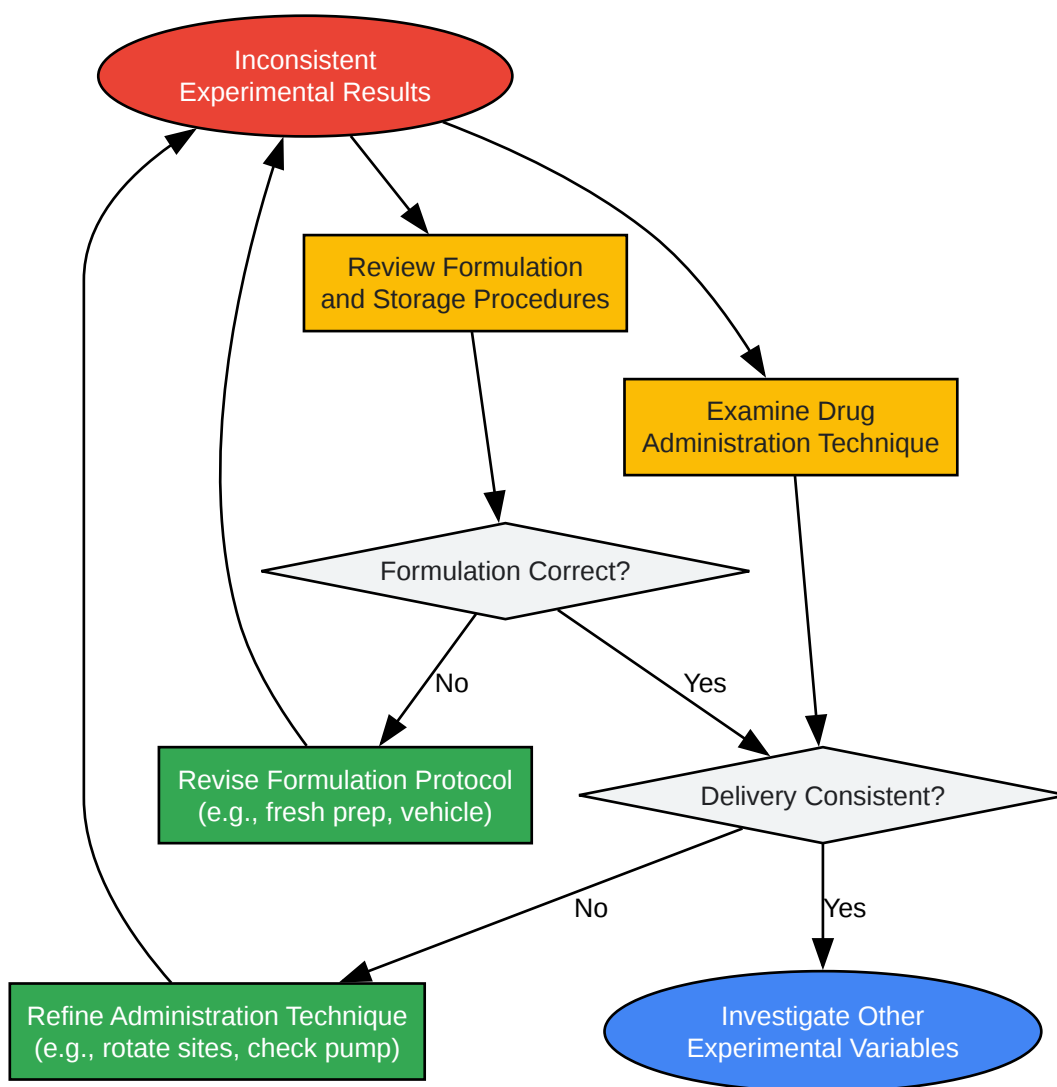 Inconsistent
Experimental Results
Review Formulation
and Storage Procedures
Examine Drug
Administration Technique
Formulation Correct?
No
Yes
Revise Formulation Protocol
(e.g., fresh prep, vehicle)
Delivery Consistent?
No
Yes
Refine Administration Technique
(e.g., rotate sites, check pump)
Investigate Other
Experimental Variables